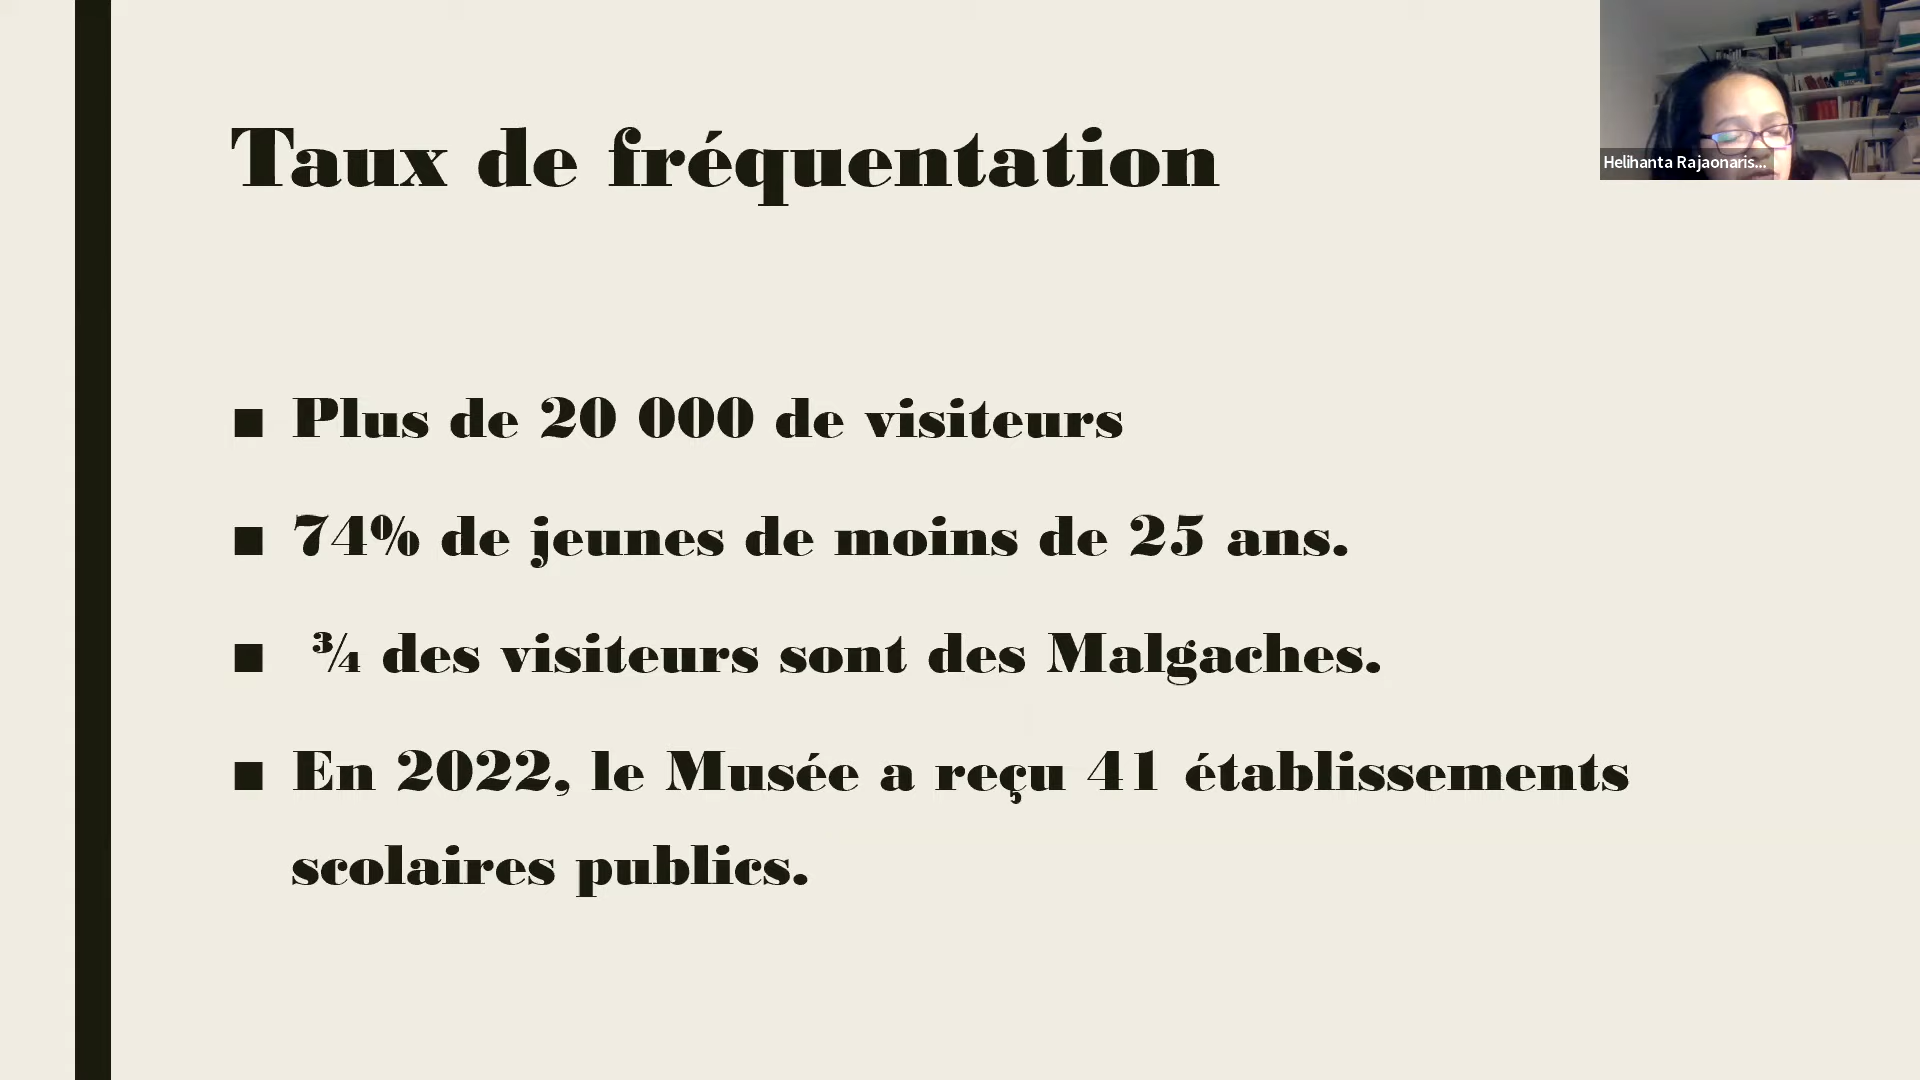 Taux de fréquentation
Helihanta Rajaonaris...
■ Plus de 20 000 de visiteurs
■ 74% de jeunes de moins de 25 ans.
■ ¾ des visiteurs sont des Malgaches.
■ En 2022, le Musée a reçu 41 établissements
scolaires publics.